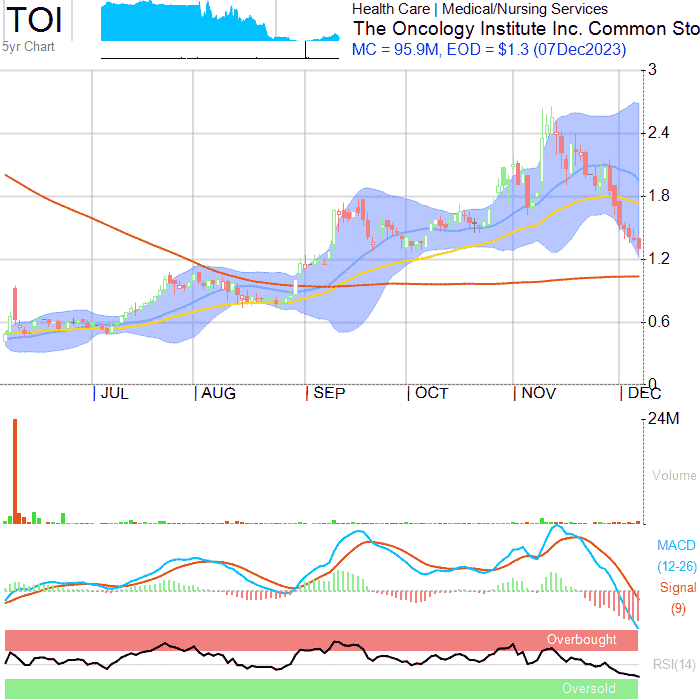 TOI
5yr Chart
Health Care | Medical/Nursing Services
The Oncology Institute Inc. Common Sto
MC = 95.9M, EOD = $1.3 (07Dec2023)
3
2.4
1.8
1.2
0.6
0
JUL AUG SEP OCT NOV DEC
24M
Volume
MACD
(12-26)
Signal
(9)
Overbought
RSI(14)
Oversold